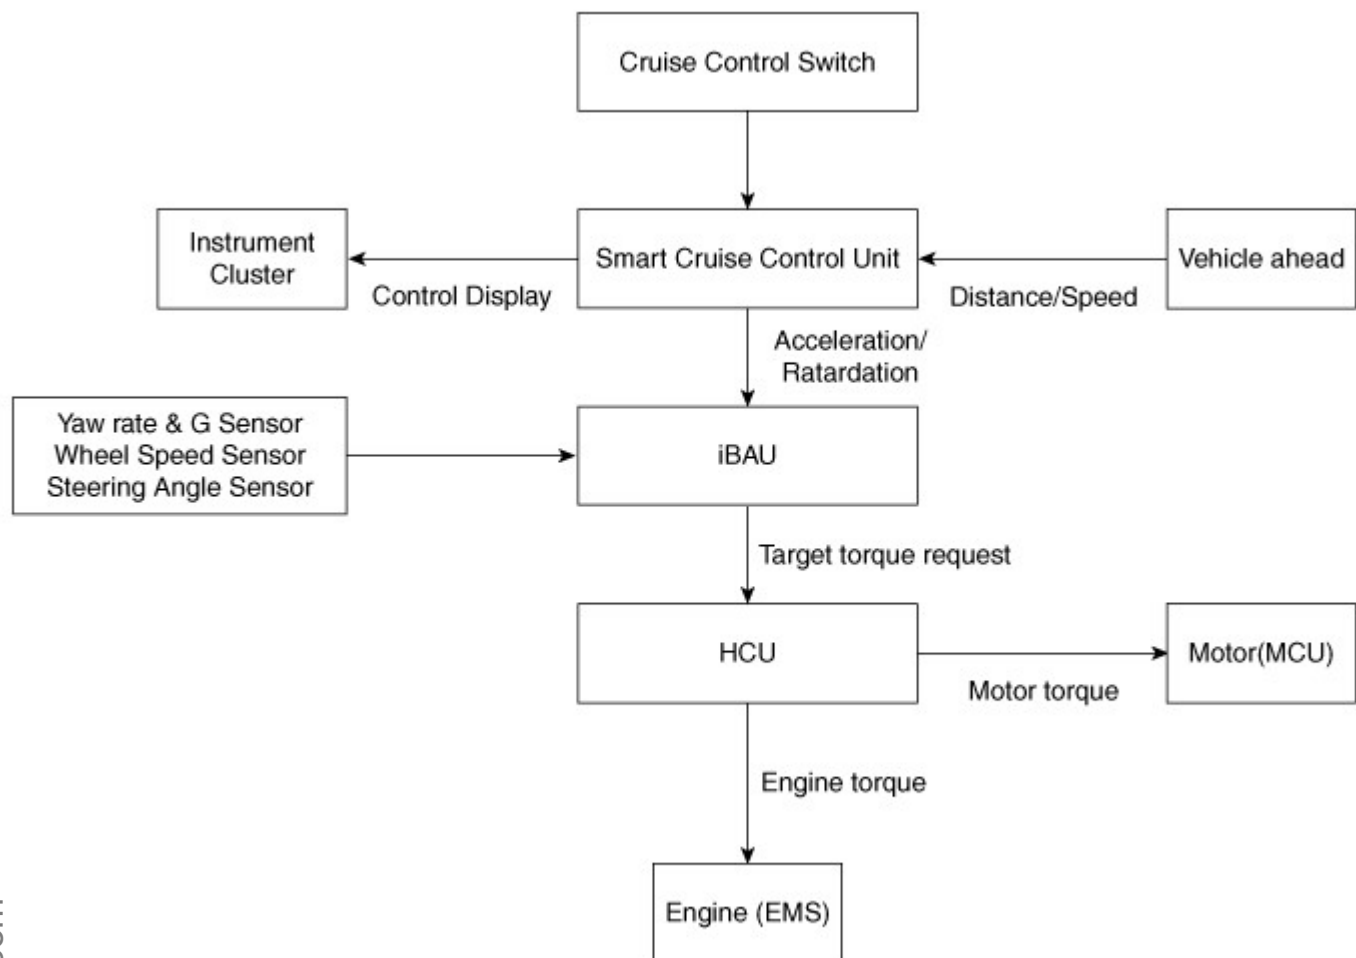 Cruise Control Switch
Instrument
Cluster
Smart Cruise Control Unit
Vehicle ahead
Control Display
Distance/Speed
Acceleration/
Ratardation
Yaw rate & G Sensor
Wheel Speed Sensor
Steering Angle Sensor
iBAU
Target torque request
HCU
Motor(MCU)
Motor torque
Engine torque
Engine (EMS)